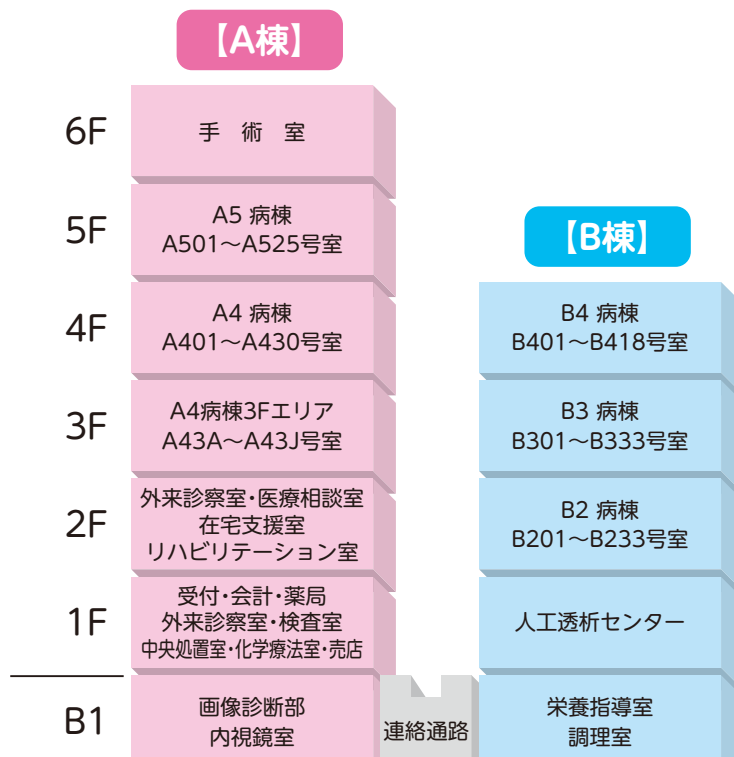 【A棟】
6F
手 術 室
5F
A5 病棟
A501～A525号室
【B棟】
4F
A4 病棟
A401～A430号室
B4 病棟
B401～B418号室
3F
A4病棟3Fエリア
A43A～A43J号室
B3 病棟
B301～B333号室
2F
外来診察室・医療相談室
在宅支援室
リハビリテーション室
B2 病棟
B201～B233号室
1F
受付・会計・薬局
外来診察室・検査室
中央処置室・化学療法室・売店
人工透析センター
B1
画像診断部
内視鏡室
連絡通路
栄養指導室
調理室